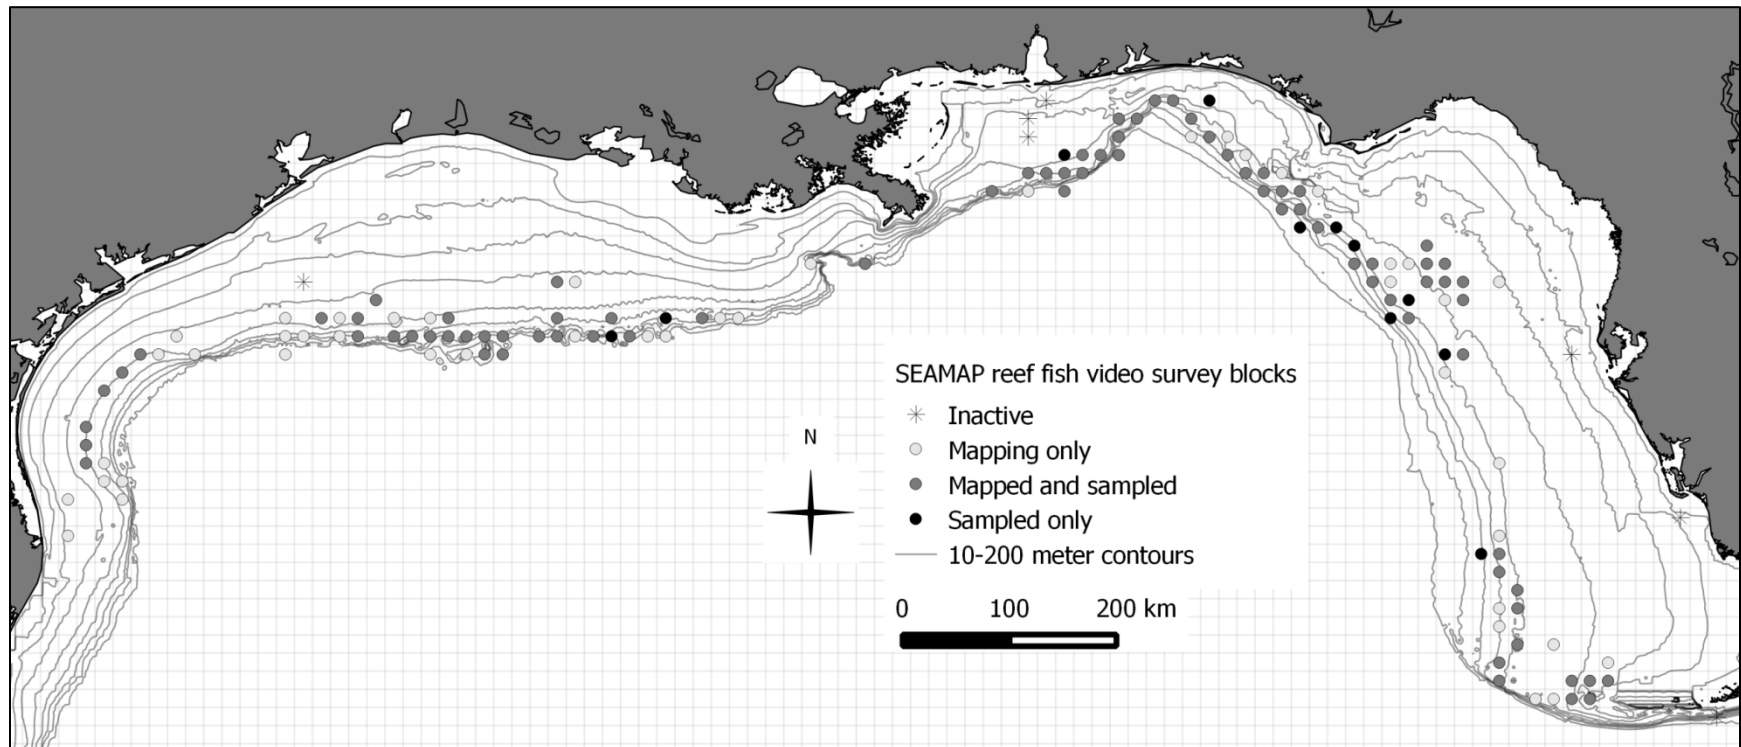 SEAMAP reef fish video survey blocks
Inactive
Mapping only
Mapped and sampled
Sampled only
10-200 meter contours
N
0 100 200 km